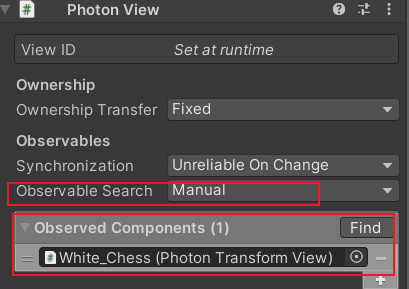 Photon View
View ID Set at runtime
Ownership
Ownership Transfer Fixed
Observables
Synchronization Unreliable On Change
Observable Search Manual
Observed Components (1) Find
White_Chess (Photon Transform View)